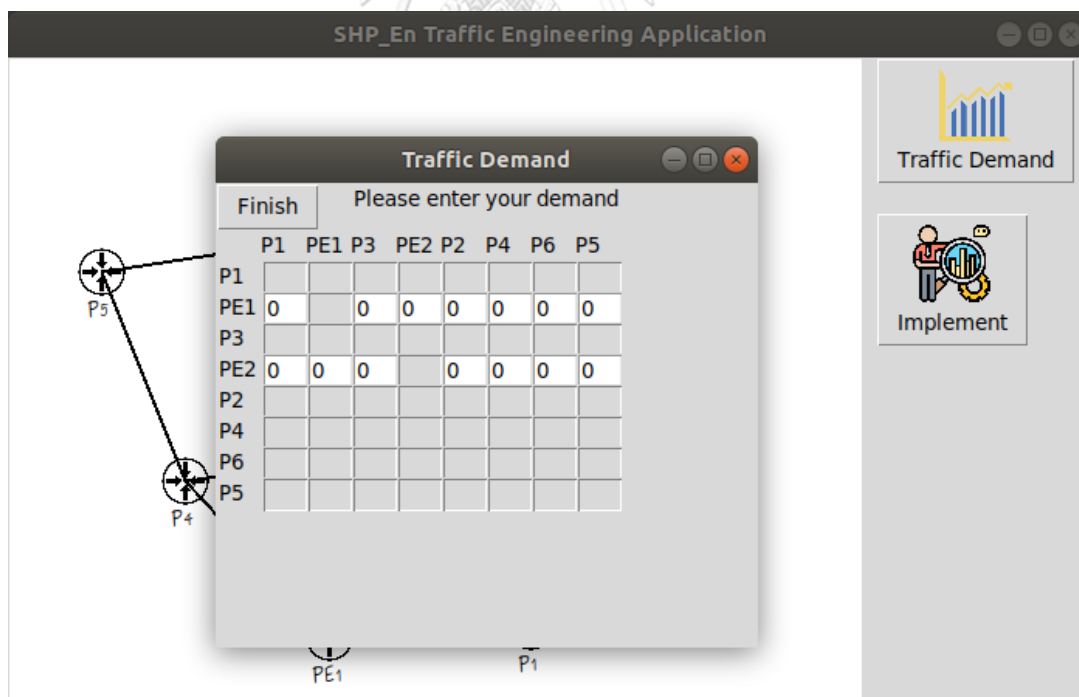 SHP_En Traffic Engineering Application
Traffic Demand
Traffic Demand
Finish
Please enter your demand
P1 PE1 P3 PE2 P2 P4 P6 P5
P1
PE1 0 0 0 0 0 0 0
P3
PE2 0 0 0 0 0 0 0
P2
P4
P6
P5
Implement
P5
P4
PE1
P1